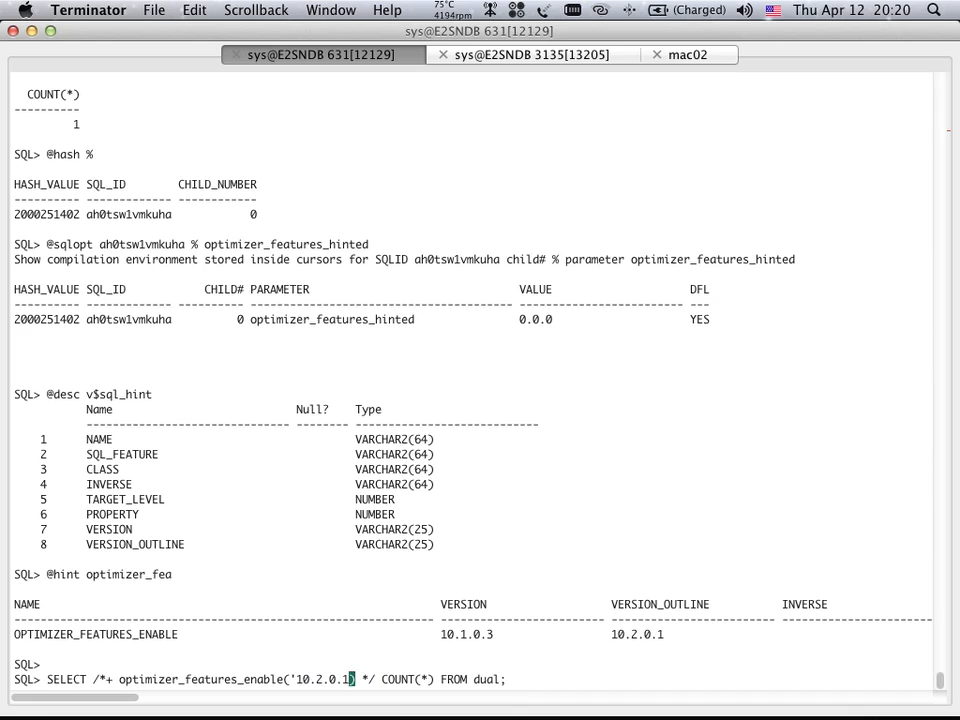 Terminator File Edit Scrollback Window Help 75°C 4194rpm (Charged) Thu Apr 12 20:20
sys@E2SNDB 631[12129]
sys@E2SNDB 631[12129] sys@E2SNDB 3135[13205] mac02
COUNT(*)
----------
1
SQL> @hash %
HASH_VALUE SQL_ID CHILD_NUMBER
---------- ------------- ------------
2000251402 ah0tsw1vmkuha 0
SQL> @sqlopt ah0tsw1vmkuha % optimizer_features_hinted
Show compilation environment stored inside cursors for SQLID ah0tsw1vmkuha child# % parameter optimizer_features_hinted
HASH_VALUE SQL_ID CHILD# PARAMETER VALUE DFL
---------- ------------- ---------- ---------------------------------------- ------------------------- ---
2000251402 ah0tsw1vmkuha 0 optimizer_features_hinted 0.0.0 YES
SQL> @desc v$sql_hint
Name Null? Type
------------------------------- -------- ----------------------------
1 NAME VARCHAR2(64)
2 SQL_FEATURE VARCHAR2(64)
3 CLASS VARCHAR2(64)
4 INVERSE VARCHAR2(64)
5 TARGET_LEVEL NUMBER
6 PROPERTY NUMBER
7 VERSION VARCHAR2(25)
8 VERSION_OUTLINE VARCHAR2(25)
SQL> @hint optimizer_fea
NAME VERSION VERSION_OUTLINE INVERSE
---------------------------------------------------------------- ------------------------- ------------------------- -----------------------
OPTIMIZER_FEATURES_ENABLE 10.1.0.3 10.2.0.1
SQL>
SQL> SELECT /*+ optimizer_features_enable('10.2.0.1) */ COUNT(*) FROM dual;